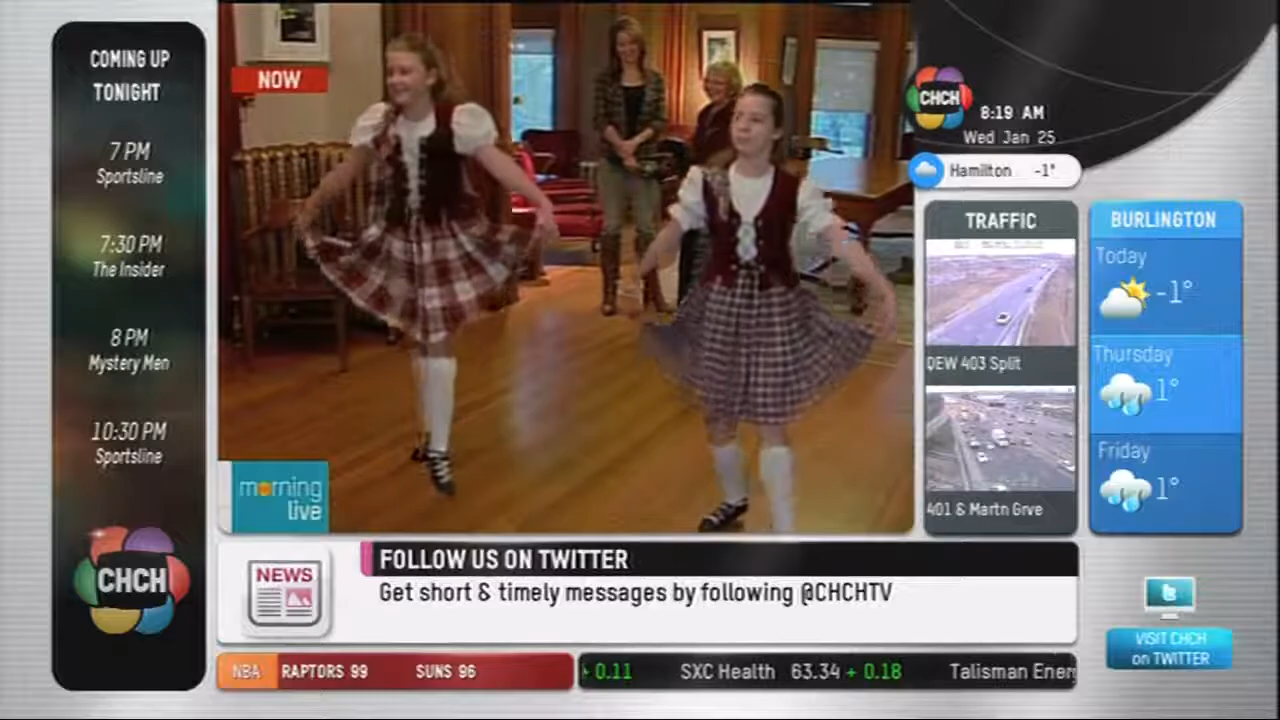 COMING UP
TONIGHT
7 PM
Sportsline
7:30 PM
The Insider
8 PM
Mystery Men
10:30 PM
Sportsline
CHCH
NOW
morning
live
CHCH
8:19 AM
Wed Jan 25
Hamilton -1°
TRAFFIC
QEW 403 Split
401 & Martn Grve
BURLINGTON
Today
-1°
Thursday
1°
Friday
1°
NEWS
FOLLOW US ON TWITTER
Get short & timely messages by following @CHCHTV
VISIT CHCH
on TWITTER
NBA RAPTORS 99 SUNS 96
0.11 SXC Health 63.34 + 0.18 Talisman Ener